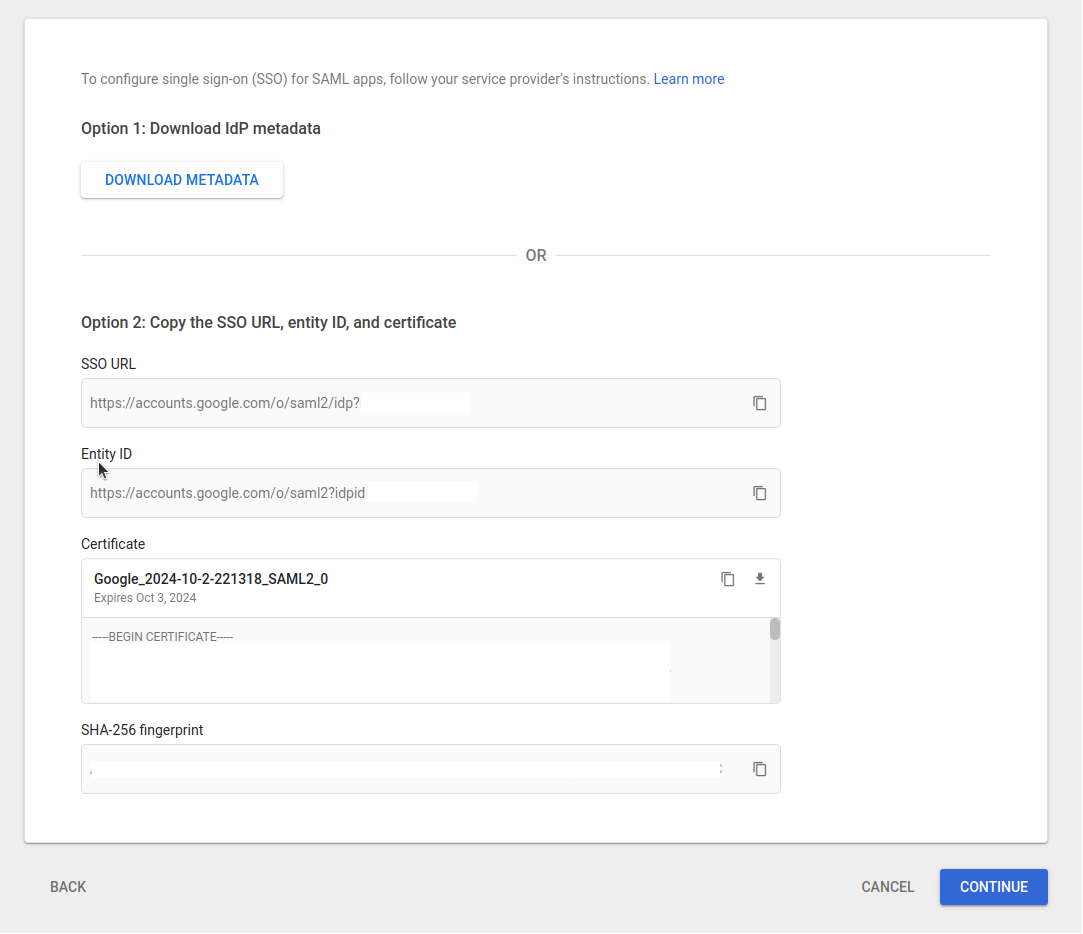 To configure single sign-on (SSO) for SAML apps, follow your service provider's instructions. Learn more
Option 1: Download IdP metadata
DOWNLOAD METADATA
OR
Option 2: Copy the SSO URL, entity ID, and certificate
SSO URL
https://accounts.google.com/o/saml2/idp?
Entity ID
https://accounts.google.com/o/saml2?idpid
Certificate
Google_2024-10-2-221318_SAML2_0
Expires Oct 3, 2024
-----BEGIN CERTIFICATE-----
SHA-256 fingerprint
BACK
CANCEL
CONTINUE